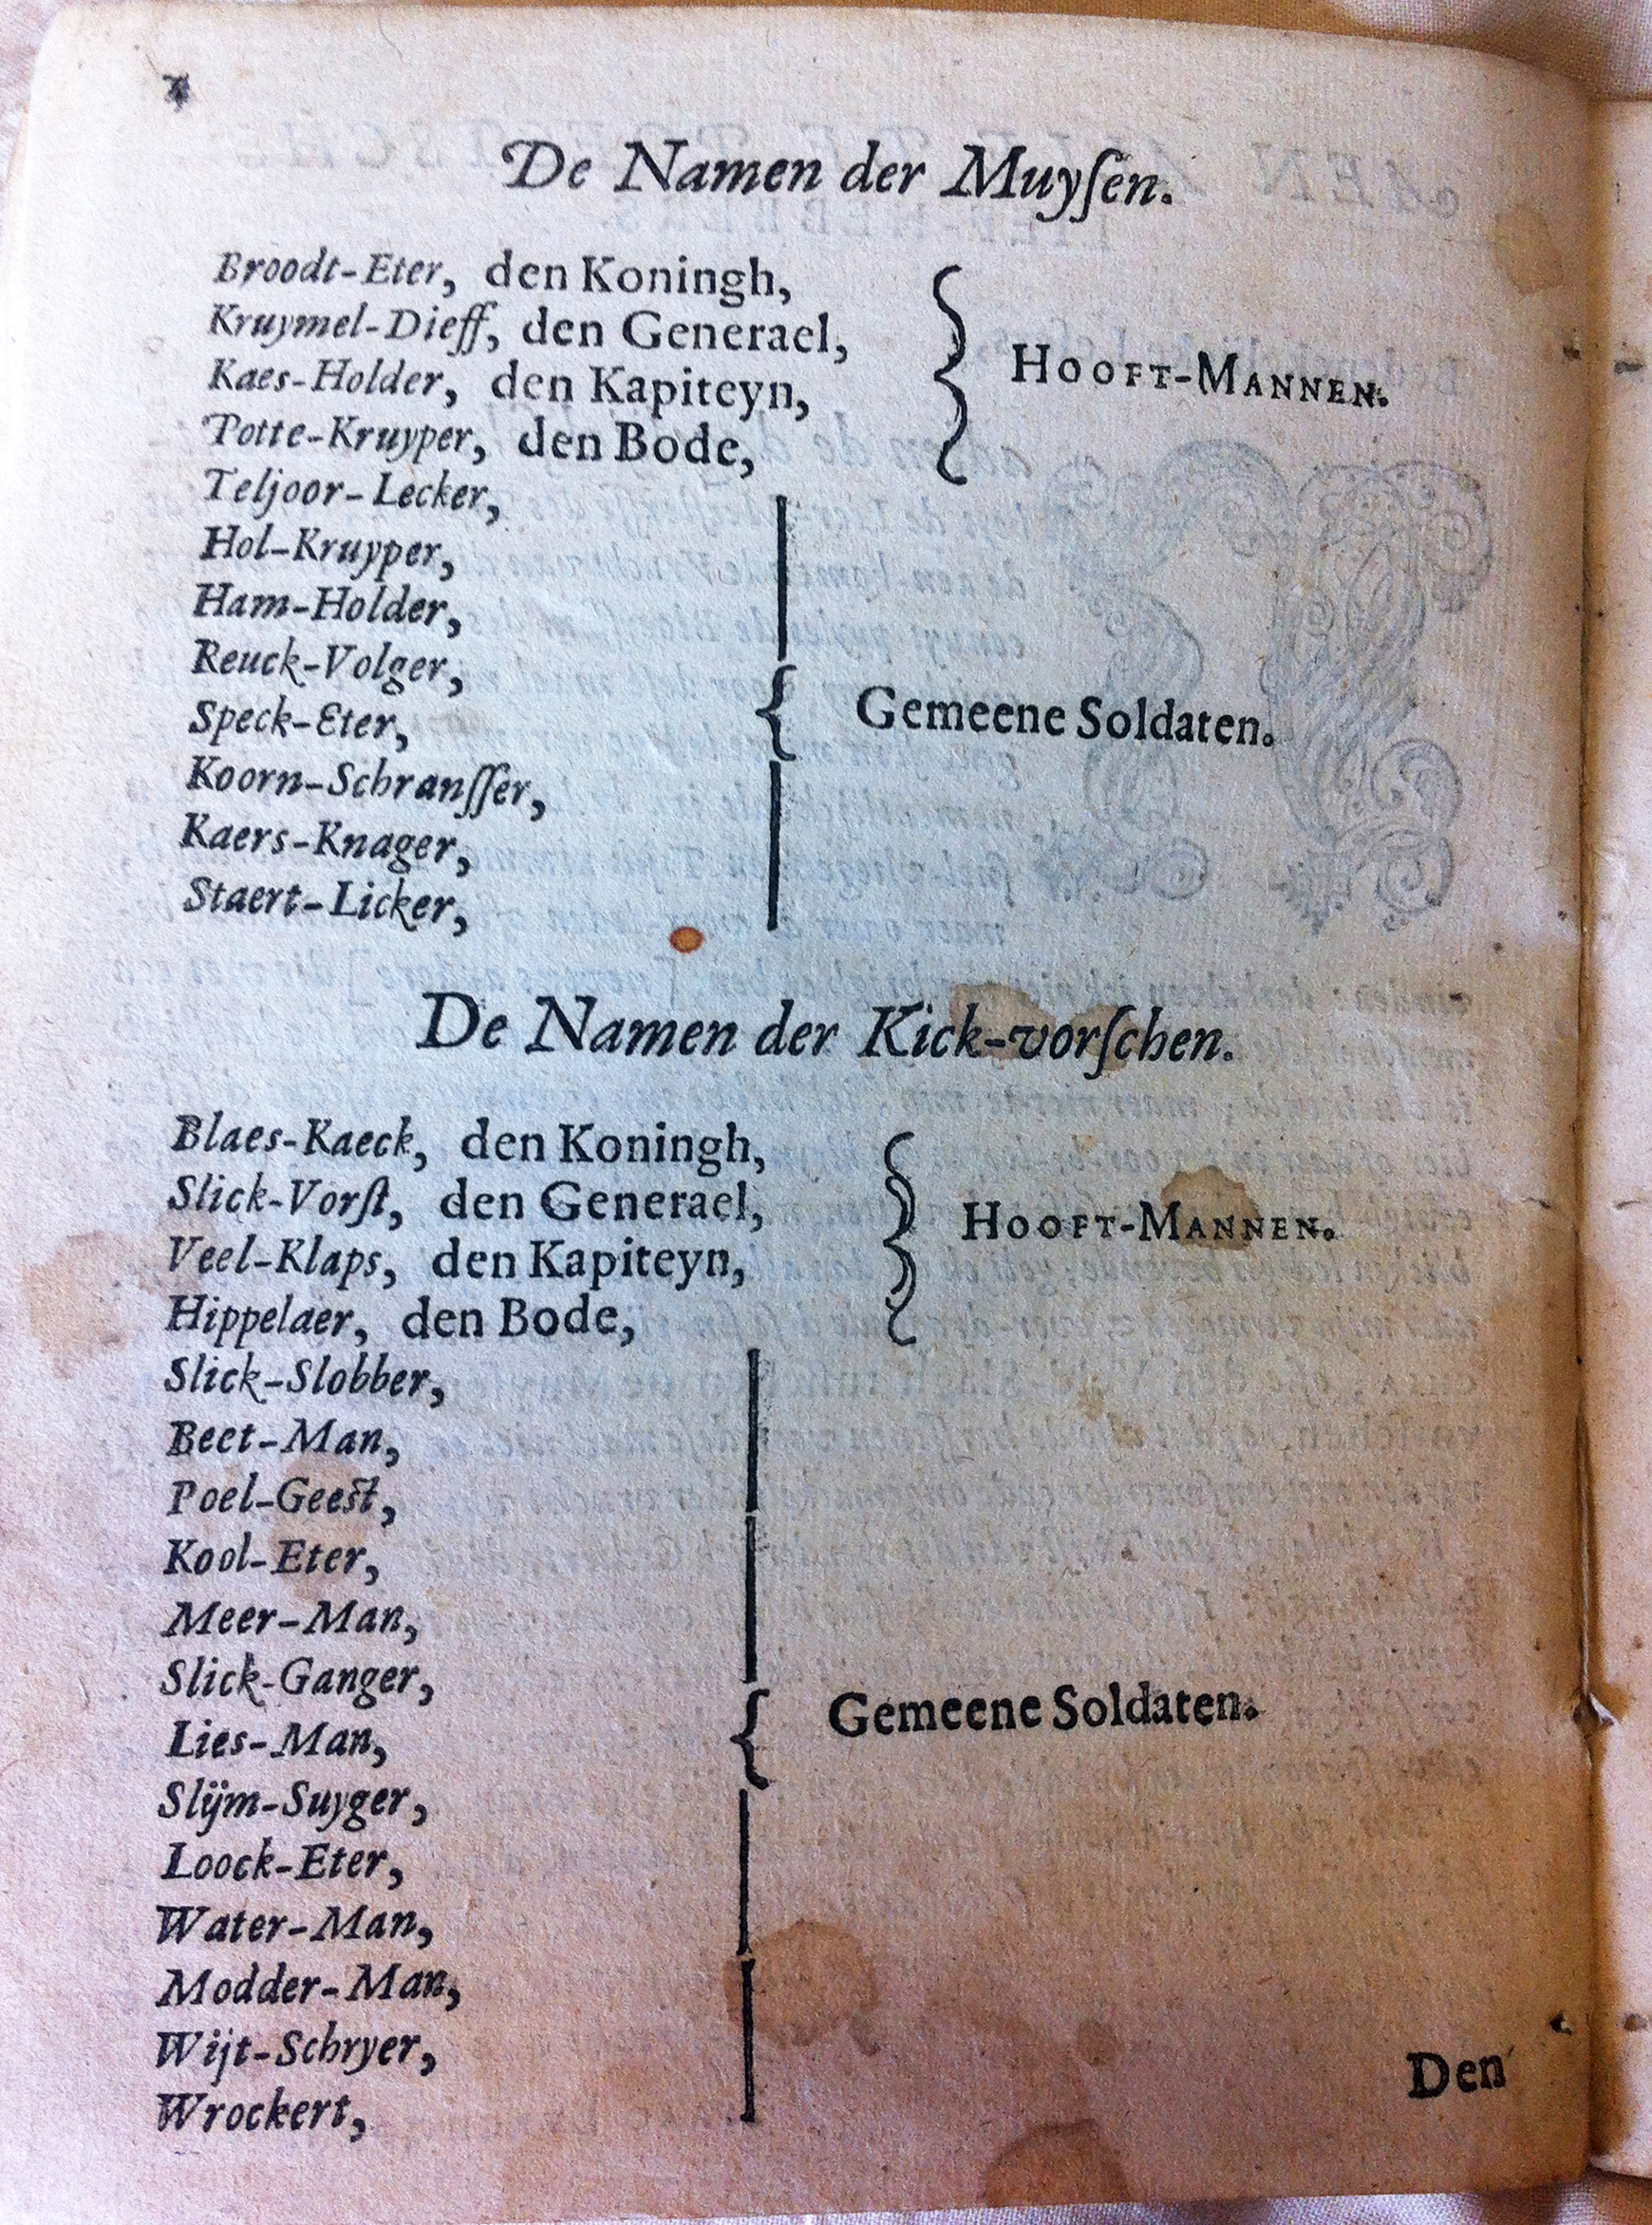 4
De Namen der Muyſen.
Broodt-Eter, den Koningh,
Kruymel-Dieff, den Generael,
Kaes-Holder, den Kapiteyn,
Potte-Kruyper, den Bode,
HOOFT-MANNEN.
Teljoor-Lecker,
Hol-Kruyper,
Ham-Holder,
Reuck-Volger,
Speck-Eter,
Koorn-Schranſſer,
Kaers-Knager,
Staert-Licker,
Gemeene Soldaten.
De Namen der Kick-vorſchen.
Blaes-Kaeck, den Koningh,
Slick-Vorſt, den Generael,
Veel-Klaps, den Kapiteyn,
Hippelaer, den Bode,
HOOFT-MANNEN.
Slick-Slobber,
Beet-Man,
Poel-Geeſt,
Kool-Eter,
Meer-Man,
Slick-Ganger,
Lies-Man,
Slijm-Suyger,
Loock-Eter,
Water-Man,
Modder-Man,
Wijt-Schryer,
Wrockert,
Gemeene Soldaten.
Den